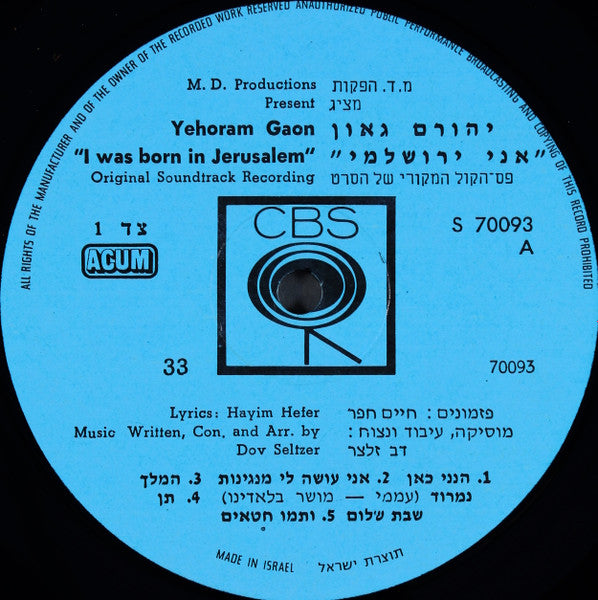 ALL RIGHTS OF THE MANUFACTURER AND OF THE OWNER OF THE RECORDED WORK RESERVED UNAUTHORIZED PUBLIC PERFORMANCE BROADCASTING AND COPYING OF THIS RECORD PROHIBITED
M. D. Productions מ.ד. הפקות
Present מציג
Yehoram Gaon יהורם גאון
"I was born in Jerusalem" "אני ירושלמי"
Original Soundtrack Recording פס-הקול המקורי של הסרט
צד 1
ACUM
CBS
S 70093
A
33
70093
Lyrics: Hayim Hefer פזמונים: חיים חפר
Music Written, Con. and Arr. by מוסיקה, עיבוד ונצוח:
Dov Seltzer דב זלצר
1. הנני כאן 2. אני עושה לי מנגינות 3. המלך
נמרוד (עממי — מושר בלאדינו) 4. תן
שבת שלום 5. ותמו חטאים
MADE IN ISRAEL תוצרת ישראל